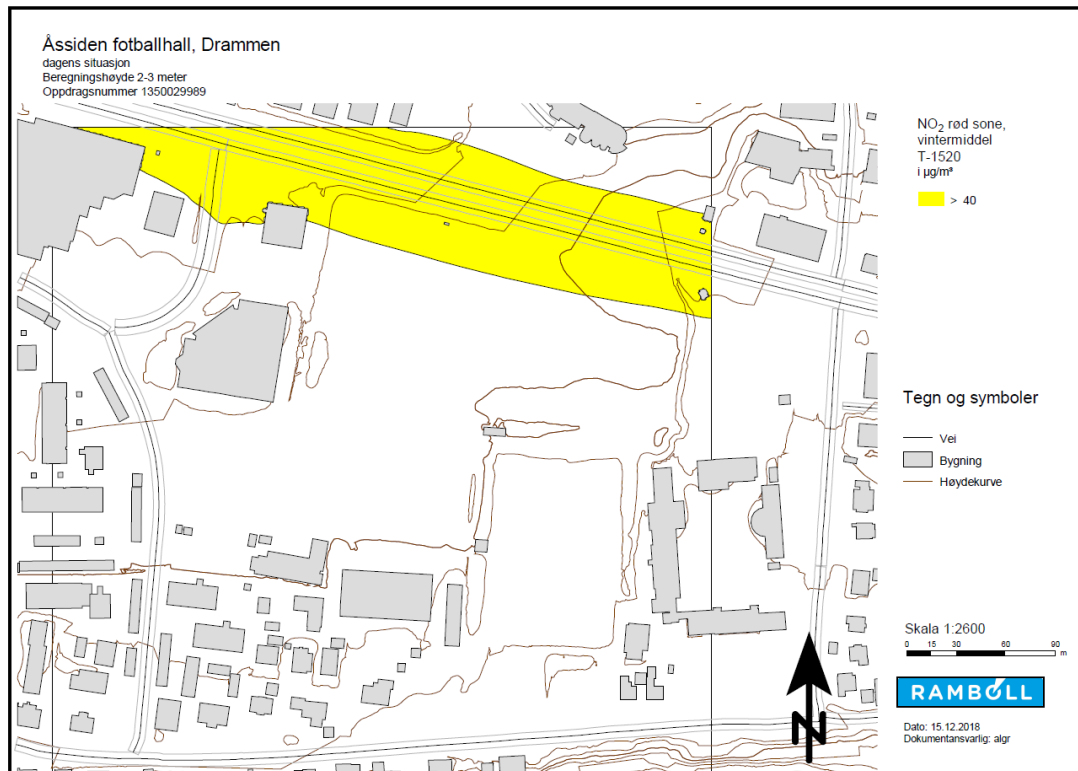 Åssiden fotballhall, Drammen
dagens situasjon
Beregningshøyde 2-3 meter
Oppdragsnummer 1350029989
NO₂ rød sone,
vintermiddel
T-1520
i µg/m³
> 40
Tegn og symboler
Vei
Bygning
Høydekurve
Skala 1:2600
0 15 30 60 90
m
RAMBOLL
Dato: 15.12.2018
Dokumentansvarlig: algr
N